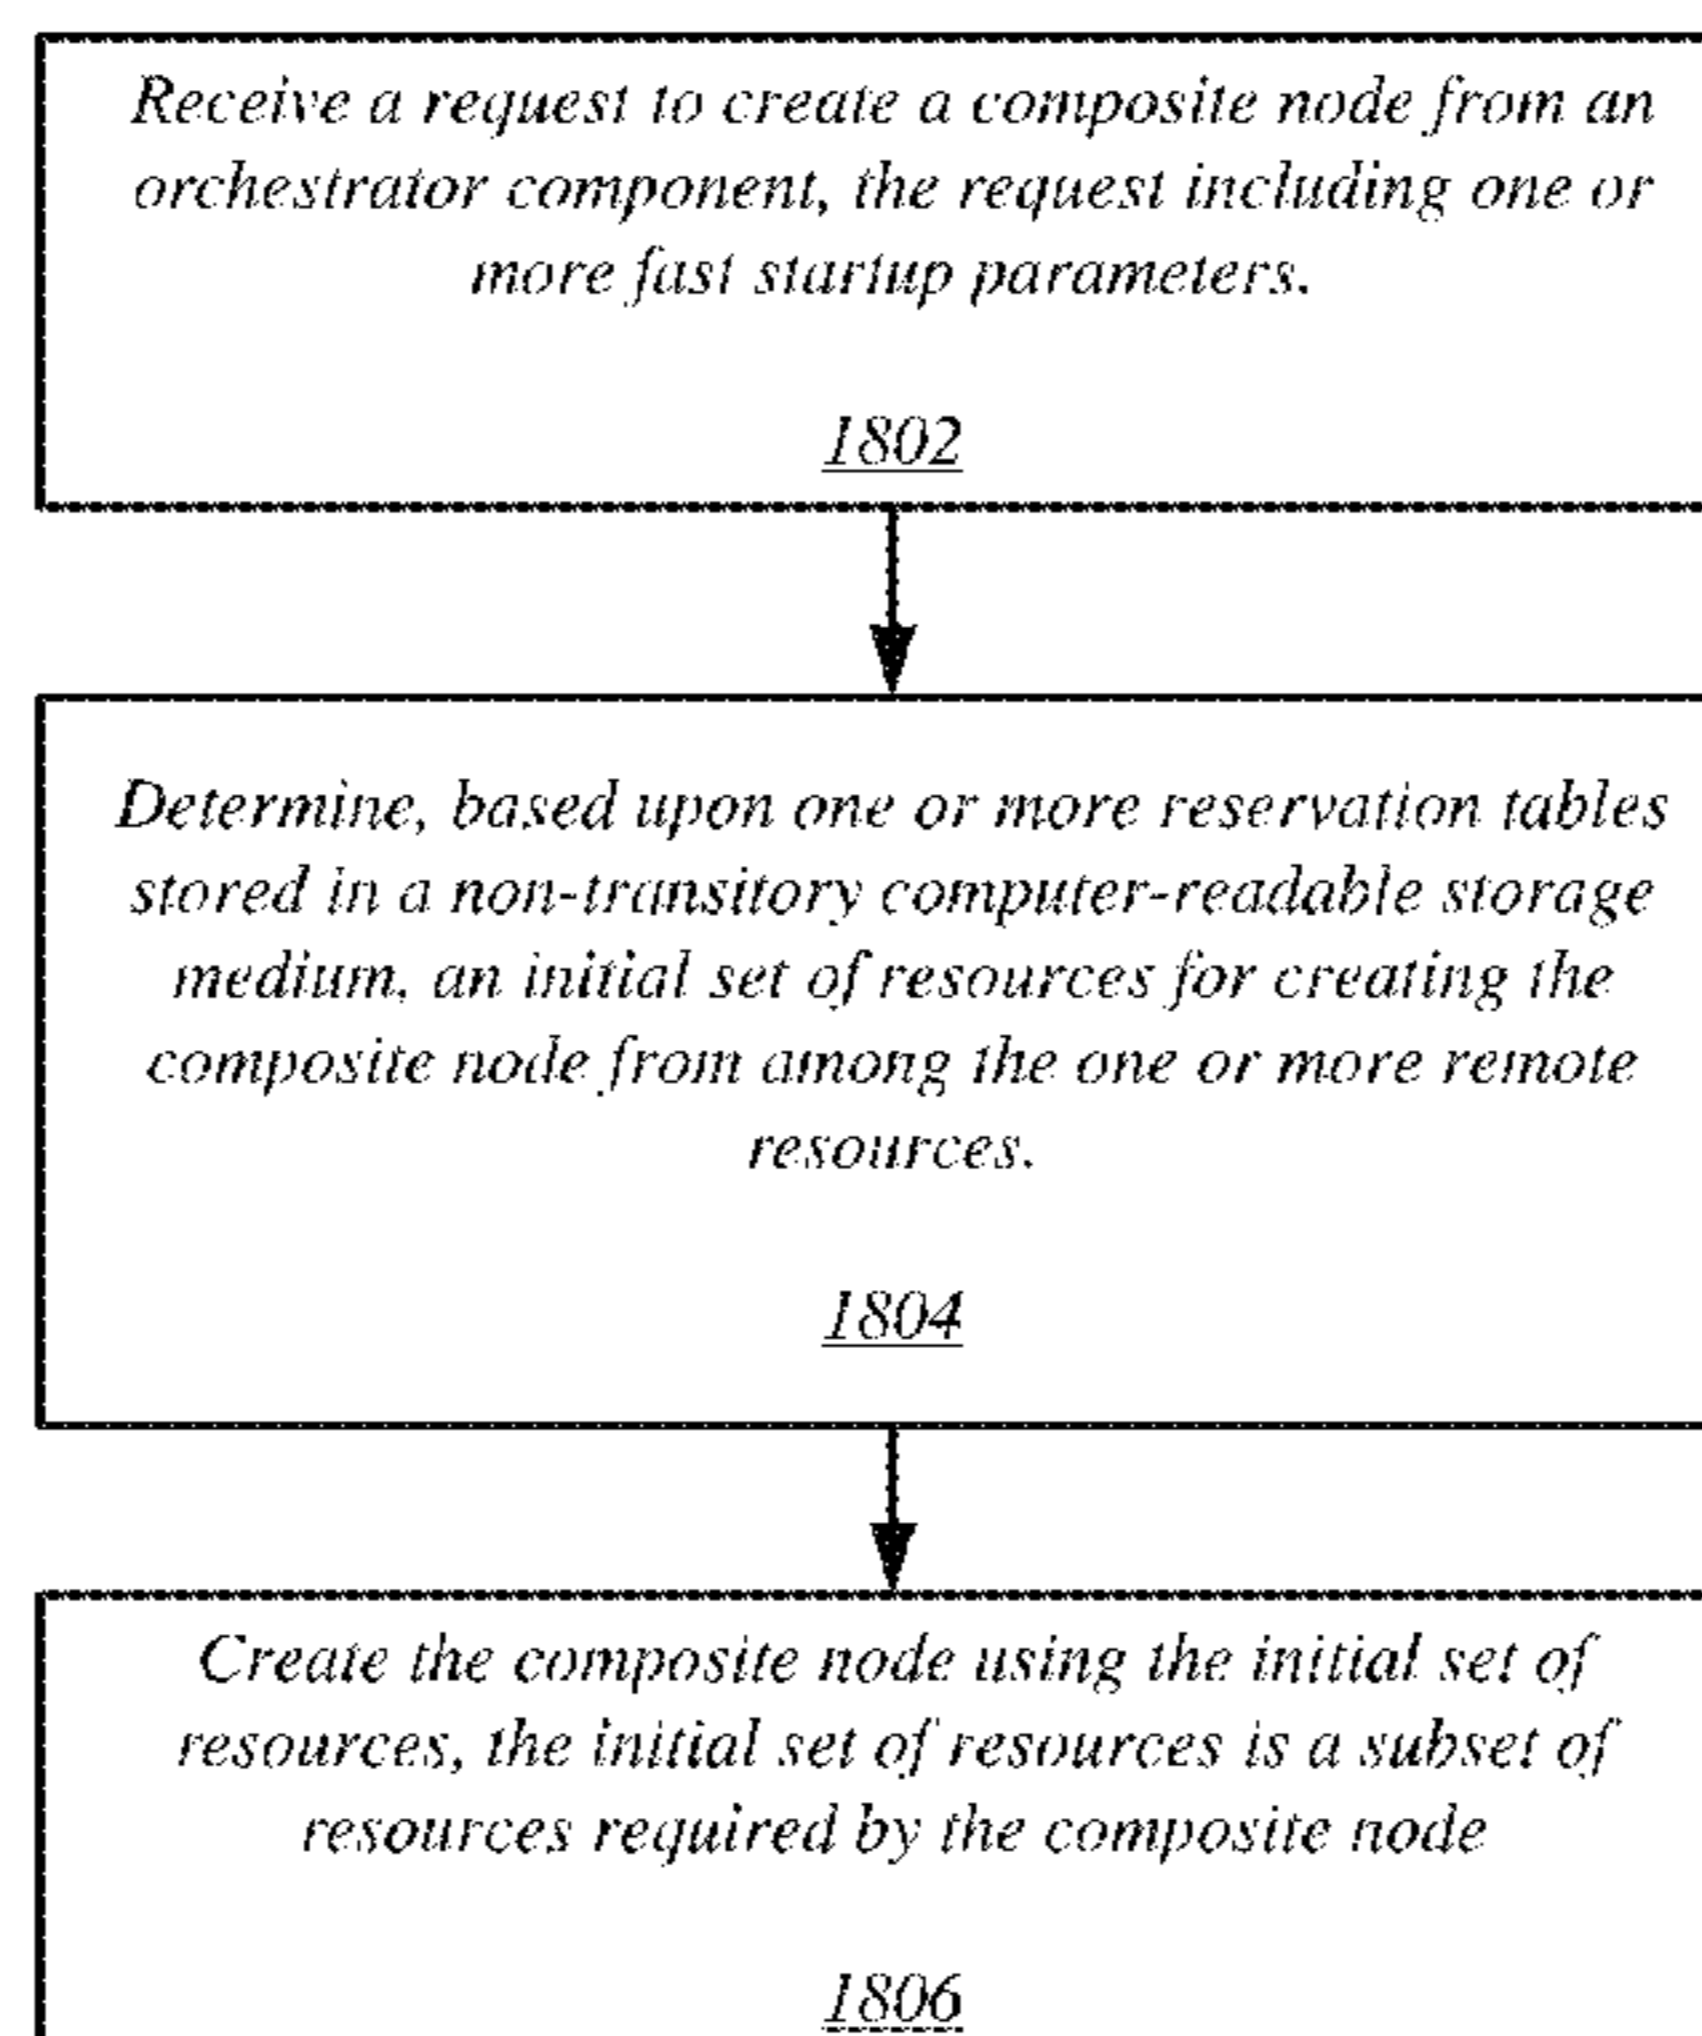 Receive a request to create a composite node from an
orchestrator component, the request including one or
more fast startup parameters.
1802
Determine, based upon one or more reservation tables
stored in a non-transitory computer-readable storage
medium, an initial set of resources for creating the
composite node from among the one or more remote
resources.
1804
Create the composite node using the initial set of
resources, the initial set of resources is a subset of
resources required by the composite node
1806